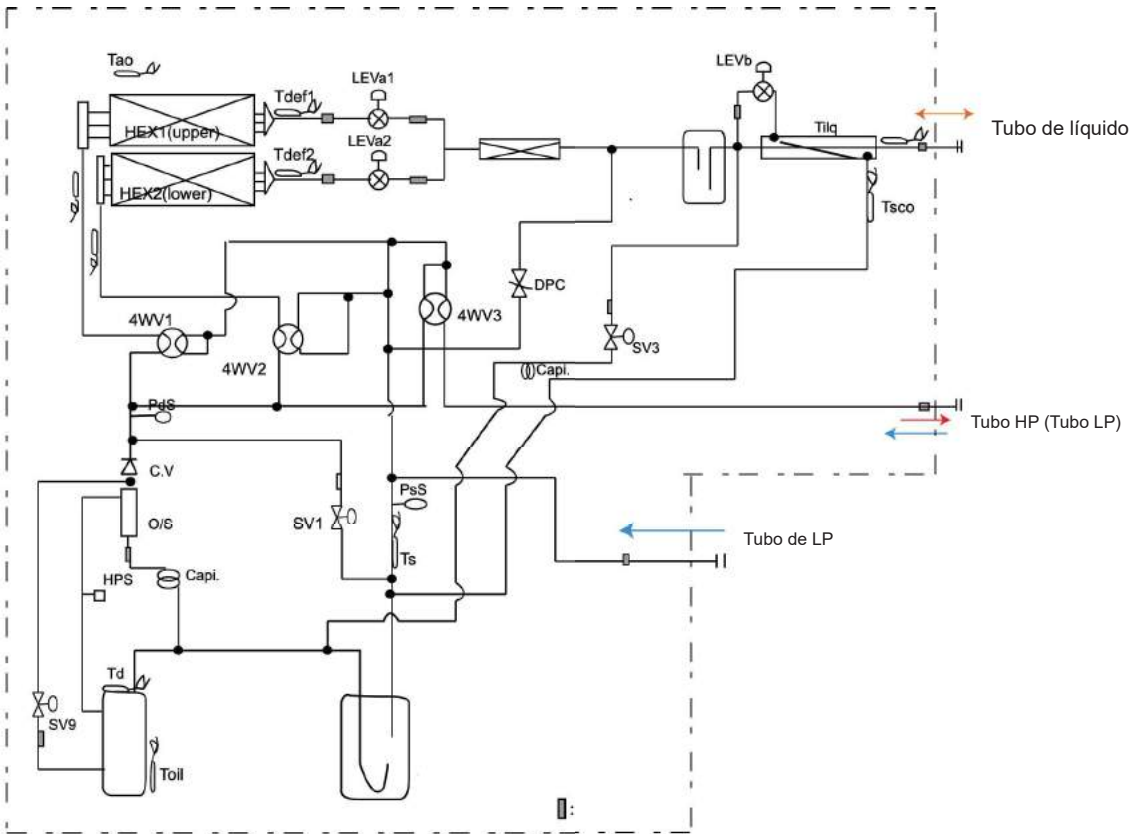 Tao
HEX1(upper)
Tdef1
LEVa1
HEX2(lower)
Tdef2
LEVa2
LEVb
Tilq
Tubo de líquido
Tsco
DPC
4WV1
4WV2
4WV3
SV3
Capi.
PdS
Tubo HP (Tubo LP)
C.V
O/S
SV1
PsS
Ts
Tubo de LP
HPS
Capi.
Td
SV9
Toil
: